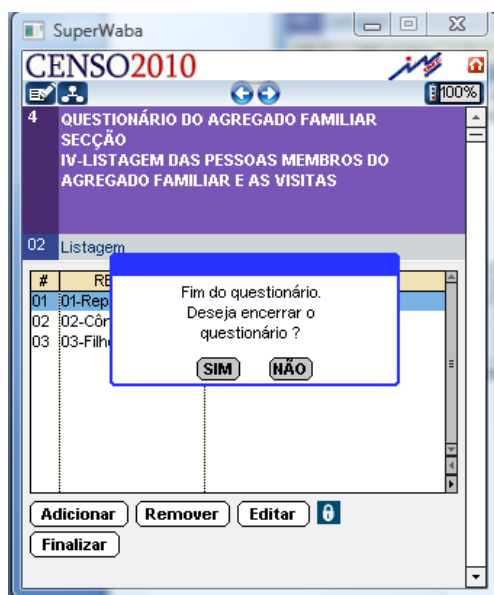 SuperWaba
CENSO2010
ine
100%
4
QUESTIONÁRIO DO AGREGADO FAMILIAR
SECÇÃO
IV-LISTAGEM DAS PESSOAS MEMBROS DO
AGREGADO FAMILIAR E AS VISITAS
02 Listagem
# RE
01 01-Rep
02 02-Côn
03 03-Filh
Fim do questionário.
Deseja encerrar o
questionário ?
SIM NÃO
Adicionar Remover Editar
Finalizar